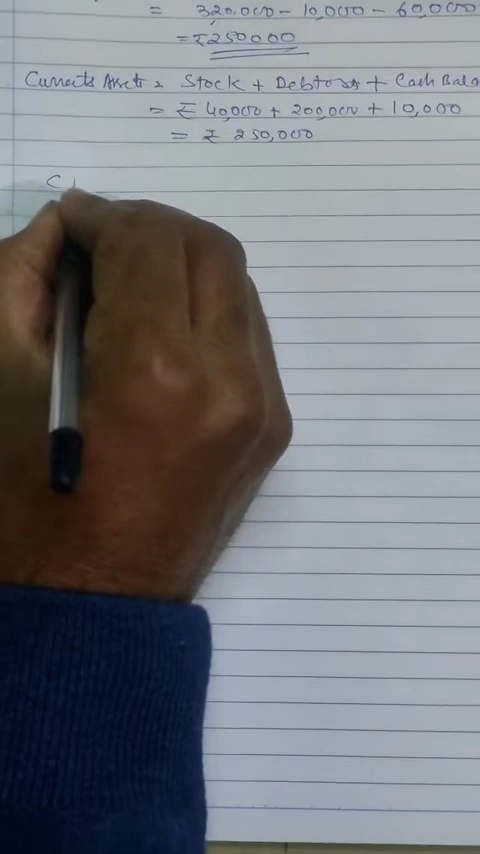 = 320,000 - 10,000 - 60,000
= ₹250000
Currents Assets = Stock + Debtors + Cash Bala
= ₹ 40,000 + 200,000 + 10,000
= ₹ 250,000
C